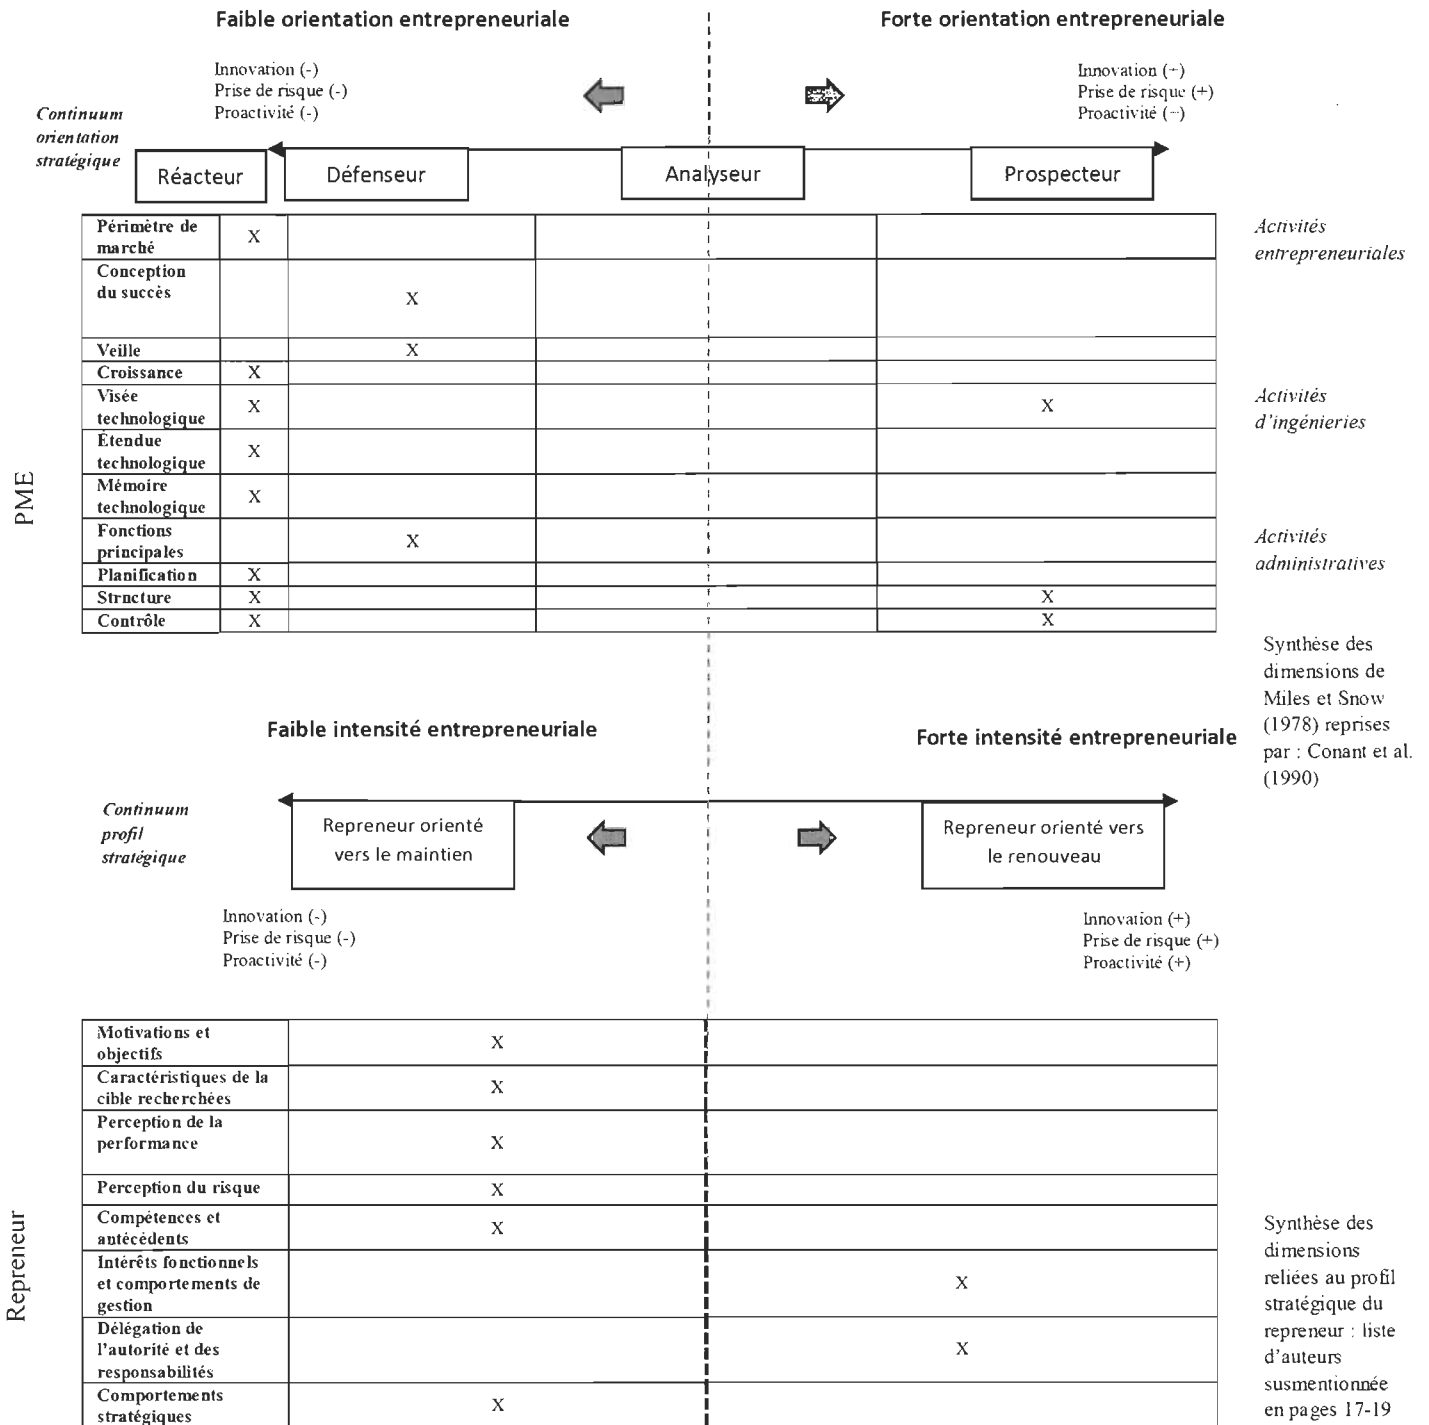 Faible orientation entrepreneuriale
Forte orientation entrepreneuriale
Innovation (-)
Prise de risque (-)
Proactivité (-)
Innovation (+)
Prise de risque (+)
Proactivité (+)
Continuum
orientation
stratégique
Réacteur
Défenseur
Analyseur
Prospecteur
Périmètre de
marché
X
Activités
entrepreneuriales
Conception
du succès
X
Veille
X
Croissance
X
Visée
technologique
X
X
Activités
d'ingénieries
Étendue
technologique
X
Mémoire
technologique
X
PME
Fonctions
principales
X
Activités
administratives
Planification
X
Structure
X
X
Contrôle
X
X
Synthèse des
dimensions de
Miles et Snow
(1978) reprises
par : Conant et al.
(1990)
Faible intensité entrepreneuriale
Forte intensité entrepreneuriale
Continuum
profil
stratégique
Repreneur orienté
vers le maintien
Repreneur orienté vers
le renouveau
Innovation (-)
Prise de risque (-)
Proactivité (-)
Innovation (+)
Prise de risque (+)
Proactivité (+)
Motivations et
objectifs
X
Caractéristiques de la
cible recherchées
X
Perception de la
performance
X
Perception du risque
X
Compétences et
antécédents
X
Repreneur
Intérêts fonctionnels
et comportements de
gestion
X
Délégation de
l'autorité et des
responsabilités
X
Comportements
stratégiques
X
Synthèse des
dimensions
reliées au profil
stratégique du
repreneur : liste
d'auteurs
susmentionnée
en pages 17-19